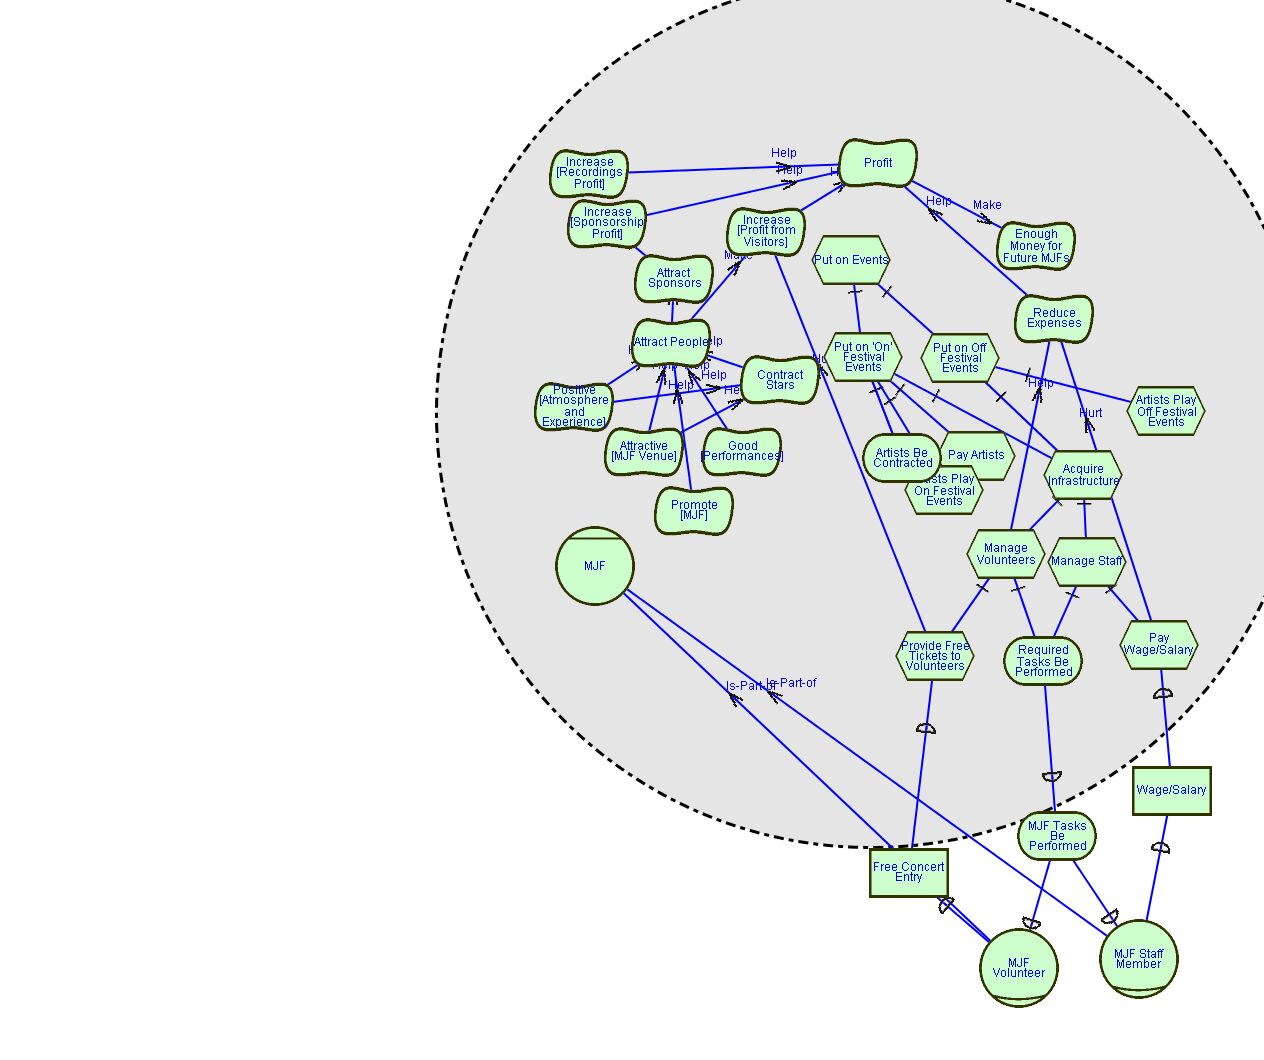 Help
Profit
Increase
[Recordings
Profit]
Help
Help
Make
Increase
[Sponsorship
Profit]
Increase
[Profit from
Visitors]
Enough
Money for
Future MJFs
Put on Events
Attract
Sponsors
Make
Reduce
Expenses
Attract People
Put on 'On'
Festival
Events
Put on Off
Festival
Events
Contract
Stars
Help
Help
Help
Hurt
Positive
[Atmosphere
and
Experience]
Artists Play
Off Festival
Events
Attractive
[MJF Venue]
Good
[Performances]
Artists Be
Contracted
Pay Artists
Acquire
Infrastructure
Play
On Festival
Events
Promote
[MJF]
MJF
Manage
Volunteers
Manage Staff
Provide Free
Tickets to
Volunteers
Required
Tasks Be
Performed
Pay
Wage/Salary
Is-Part-of
Is-Part-of
Wage/Salary
MJF Tasks
Be
Performed
Free Concert
Entry
MJF
Volunteer
MJF Staff
Member